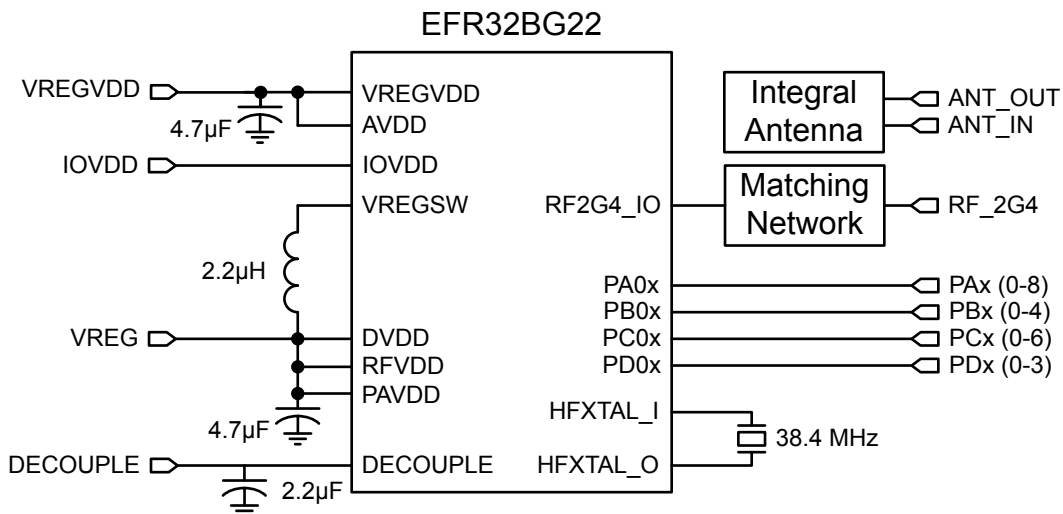 EFR32BG22
VREGVDD
4.7µF
IOVDD
2.2µH
VREG
4.7µF
DECOUPLE
2.2µF
VREGVDD
AVDD
IOVDD
VREGSW
DVDD
RFVDD
PAVDD
DECOUPLE
RF2G4_IO
PA0x
PB0x
PC0x
PD0x
HFXTAL_I
HFXTAL_O
Integral
Antenna
Matching
Network
38.4 MHz
ANT_OUT
ANT_IN
RF_2G4
PAx (0-8)
PBx (0-4)
PCx (0-6)
PDx (0-3)